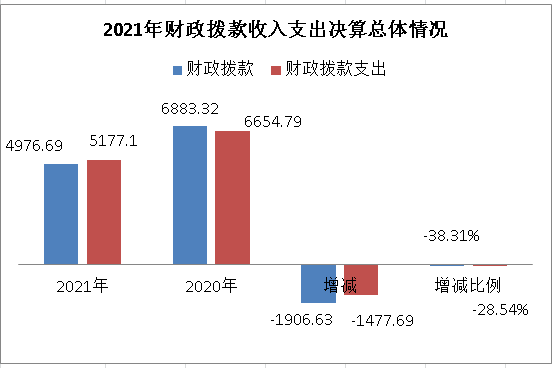 2021年财政拨款收入支出决算总体情况
财政拨款 财政拨款支出
4976.69 5177.1 6883.32 6654.79
-38.31%
2021年 2020年 增减 增减比例
-1906.63 -1477.69 -28.54%